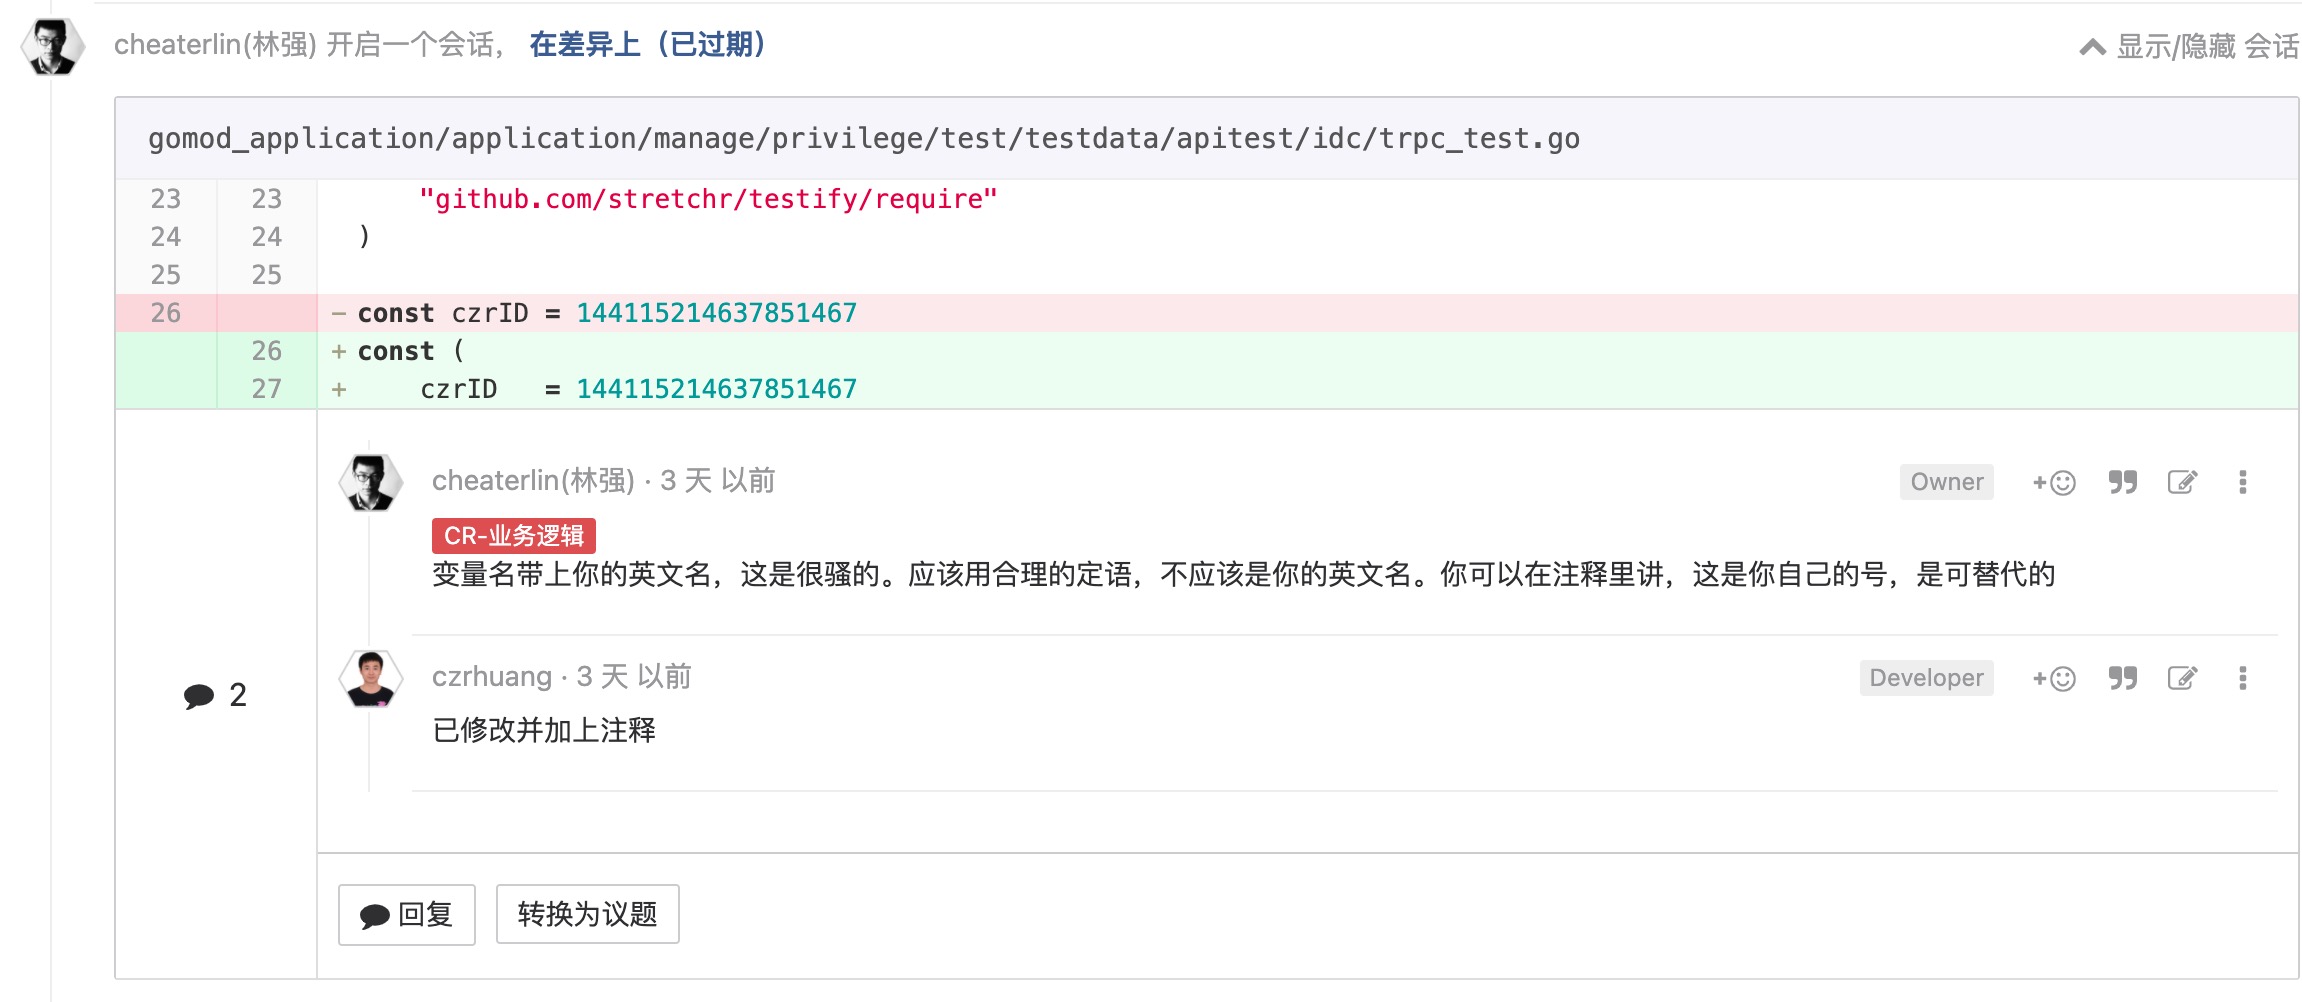 cheaterlin(林强) 开启一个会话， 在差异上（已过期）
显示/隐藏 会话
gomod_application/application/manage/privilege/test/testdata/apitest/idc/trpc_test.go
23 23 "github.com/stretchr/testify/require"
24 24 )
25 25
26 - const czrID = 144115214637851467
26 + const (
27 + czrID = 144115214637851467
cheaterlin(林强) · 3 天 以前
Owner
CR-业务逻辑
变量名带上你的英文名，这是很骚的。应该用合理的定语，不应该是你的英文名。你可以在注释里讲，这是你自己的号，是可替代的
2
czrhuang · 3 天 以前
Developer
已修改并加上注释
回复
转换为议题